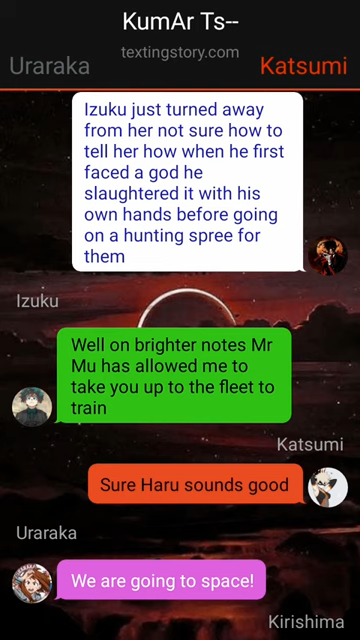 KumAr Ts--
textingstory.com
Uraraka
Katsumi
Izuku just turned away
from her not sure how to
tell her how when he first
faced a god he
slaughtered it with his
own hands before going
on a hunting spree for
them
Izuku
Well on brighter notes Mr
Mu has allowed me to
take you up to the fleet to
train
Katsumi
Sure Haru sounds good
Uraraka
We are going to space!
Kirishima